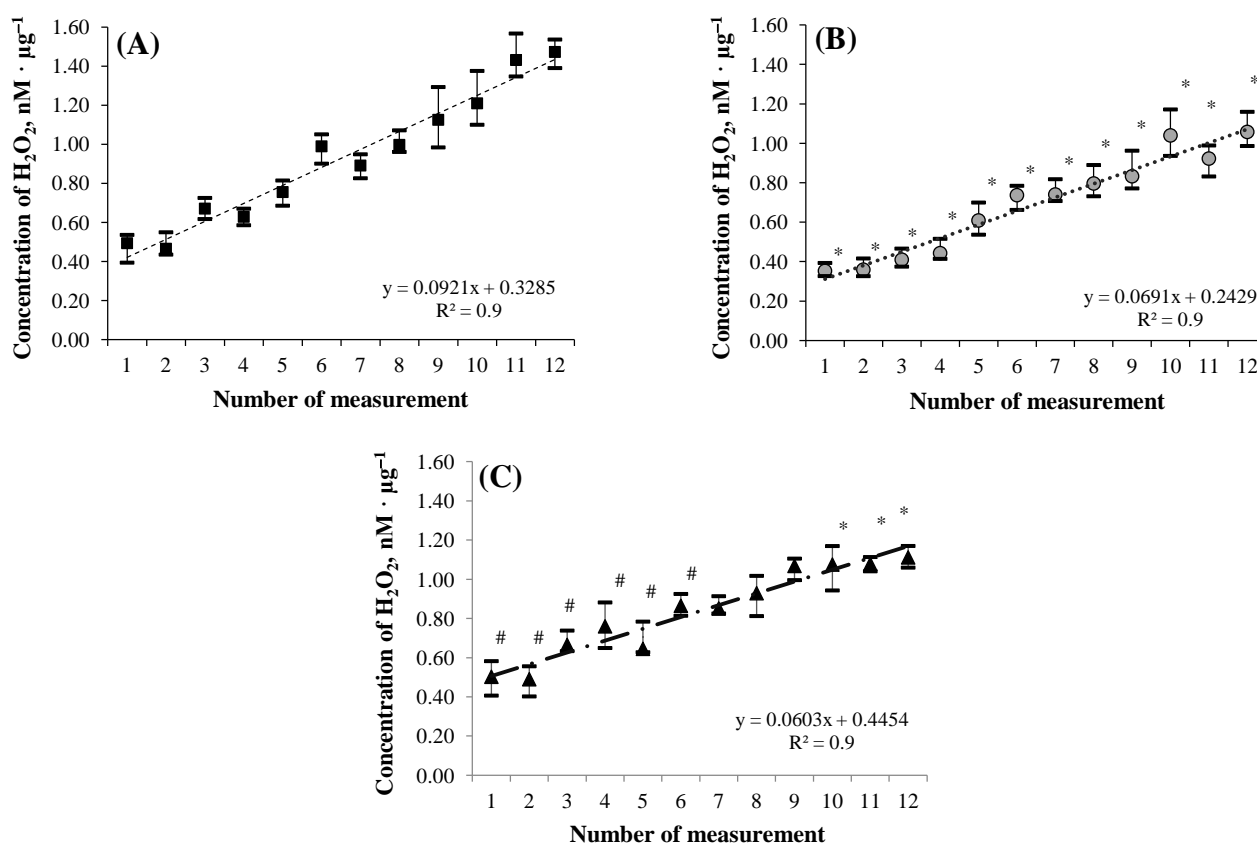 (A)
Concentration of H₂O₂, nM · µg⁻¹
1.60
1.40
1.20
1.00
0.80
0.60
0.40
0.20
0.00
y = 0.0921x + 0.3285
R² = 0.9
1 2 3 4 5 6 7 8 9 10 11 12
Number of measurement
(B)
Concentration of H₂O₂, nM · µg⁻¹
1.60
1.40
1.20
1.00
0.80
0.60
0.40
0.20
0.00
* * * * * * * * * * * *
y = 0.0691x + 0.2429
R² = 0.9
1 2 3 4 5 6 7 8 9 10 11 12
Number of measurement
(C)
Concentration of H₂O₂, nM · µg⁻¹
1.60
1.40
1.20
1.00
0.80
0.60
0.40
0.20
0.00
# # # # # # * * *
y = 0.0603x + 0.4454
R² = 0.9
1 2 3 4 5 6 7 8 9 10 11 12
Number of measurement